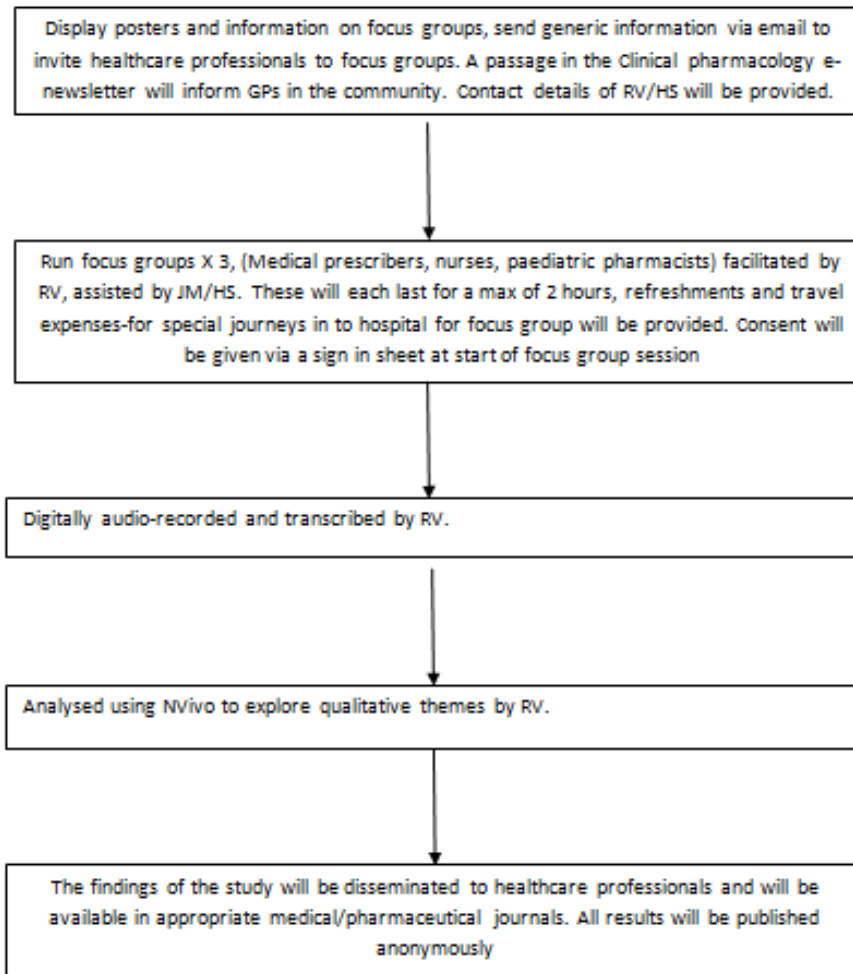 Display posters and information on focus groups, send generic information via email to
invite healthcare professionals to focus groups. A passage in the Clinical pharmacology e-
newsletter will inform GPs in the community. Contact details of RV/HS will be provided.
Run focus groups X 3, (Medical prescribers, nurses, paediatric pharmacists) facilitated by
RV, assisted by JM/HS. These will each last for a max of 2 hours, refreshments and travel
expenses-for special journeys in to hospital for focus group will be provided. Consent will
be given via a sign in sheet at start of focus group session
Digitally audio-recorded and transcribed by RV.
Analysed using NVivo to explore qualitative themes by RV.
The findings of the study will be disseminated to healthcare professionals and will be
available in appropriate medical/pharmaceutical journals. All results will be published
anonymously